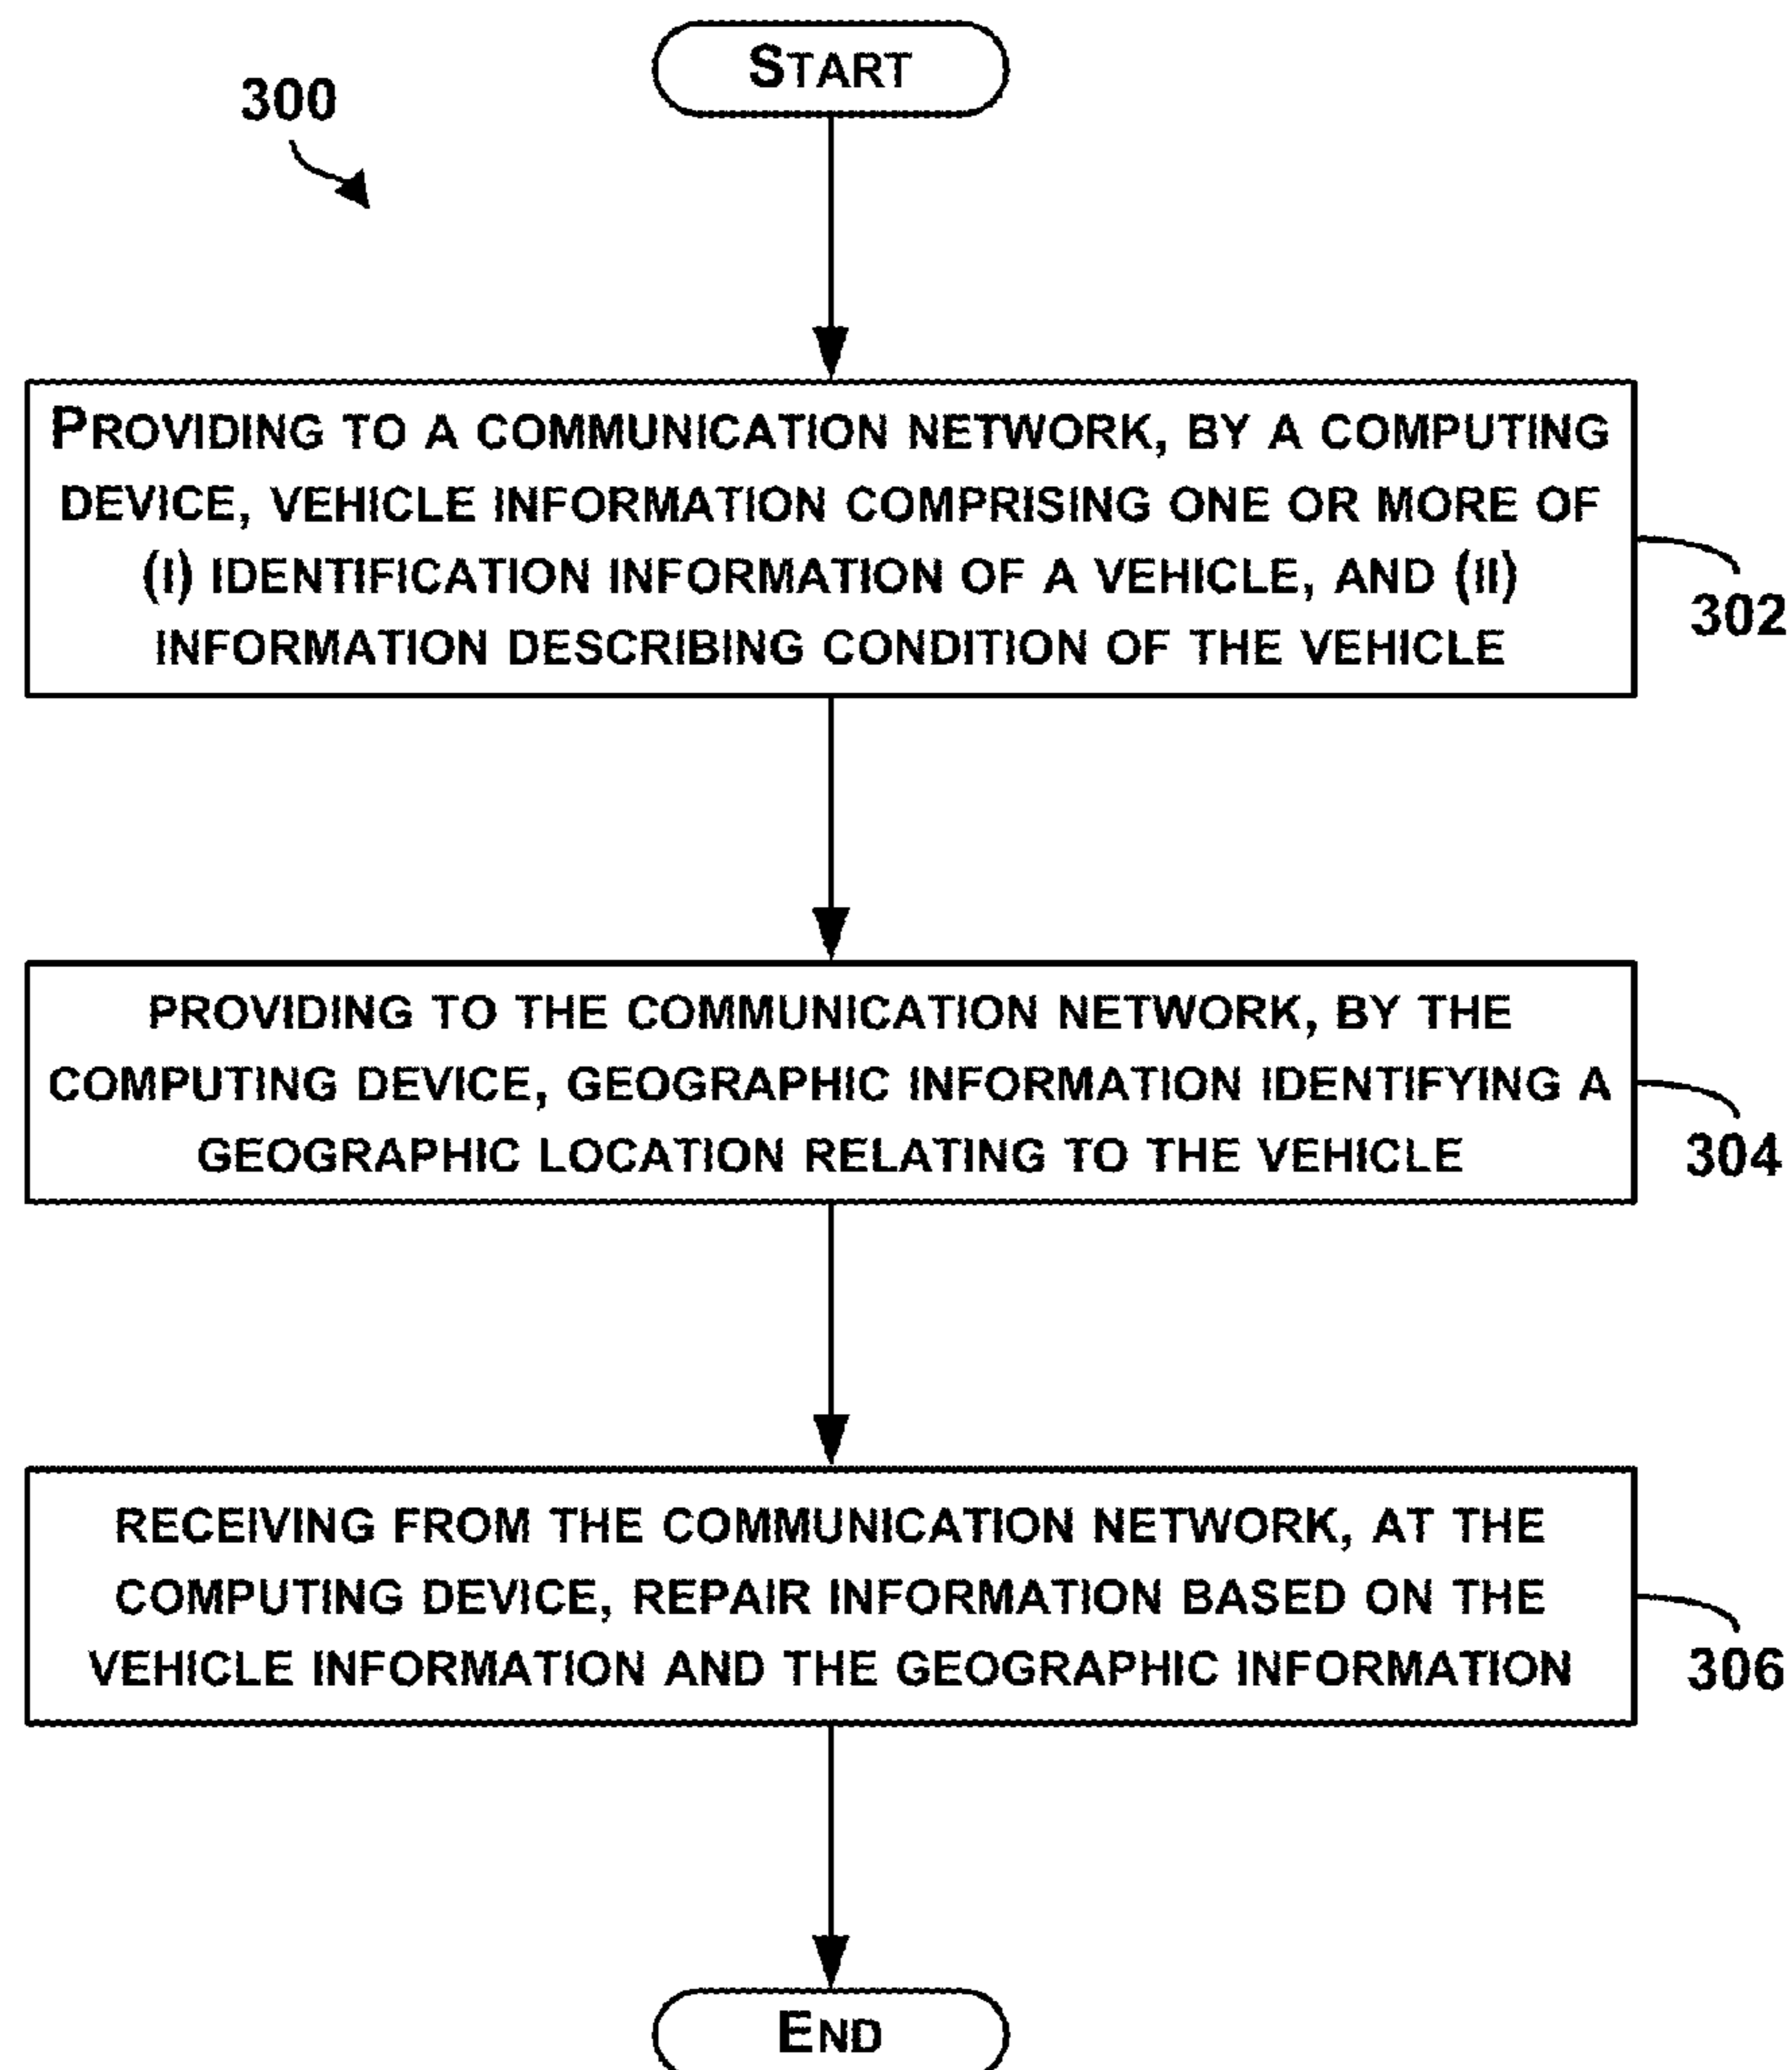 START
300
PROVIDING TO A COMMUNICATION NETWORK, BY A COMPUTING
DEVICE, VEHICLE INFORMATION COMPRISING ONE OR MORE OF
(I) IDENTIFICATION INFORMATION OF A VEHICLE, AND (II)
INFORMATION DESCRIBING CONDITION OF THE VEHICLE
302
PROVIDING TO THE COMMUNICATION NETWORK, BY THE
COMPUTING DEVICE, GEOGRAPHIC INFORMATION IDENTIFYING A
GEOGRAPHIC LOCATION RELATING TO THE VEHICLE
304
RECEIVING FROM THE COMMUNICATION NETWORK, AT THE
COMPUTING DEVICE, REPAIR INFORMATION BASED ON THE
VEHICLE INFORMATION AND THE GEOGRAPHIC INFORMATION
306
END